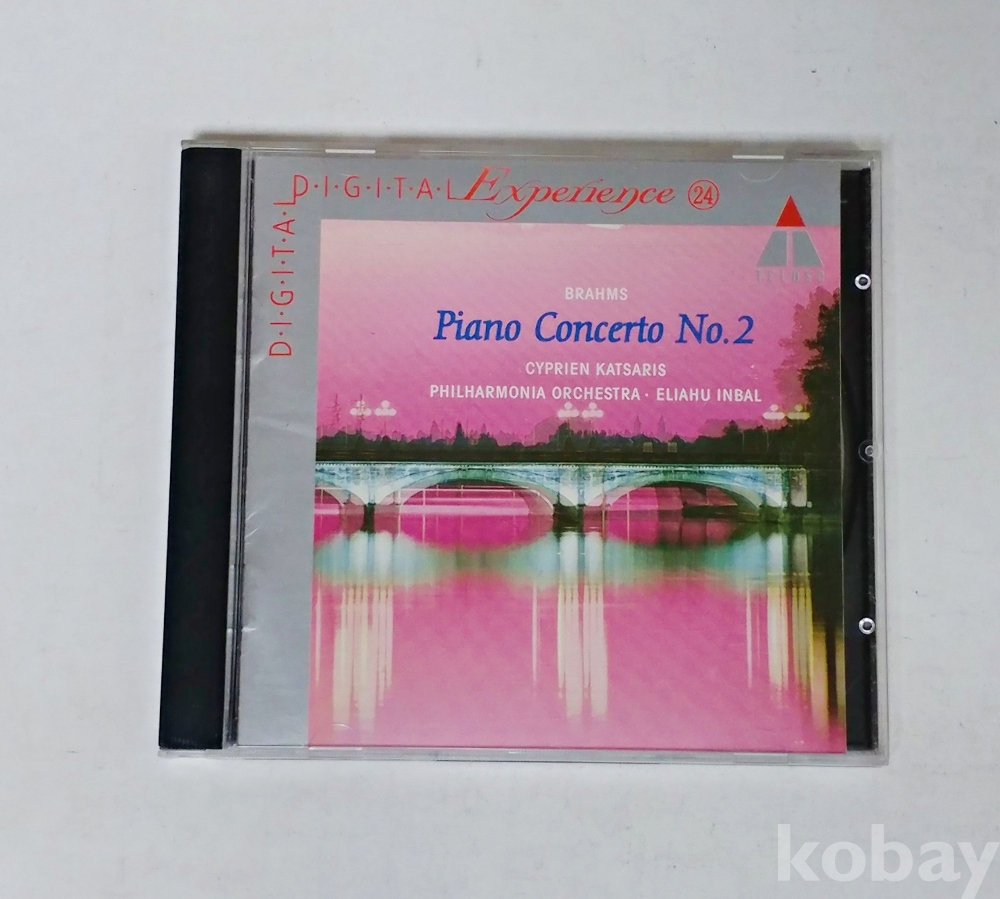 D·I·G·I·T·A·L Experience 24
D·I·G·I·T·A·L
TELDEC
BRAHMS
Piano Concerto No.2
CYPRIEN KATSARIS
PHILHARMONIA ORCHESTRA · ELIAHU INBAL
kobay